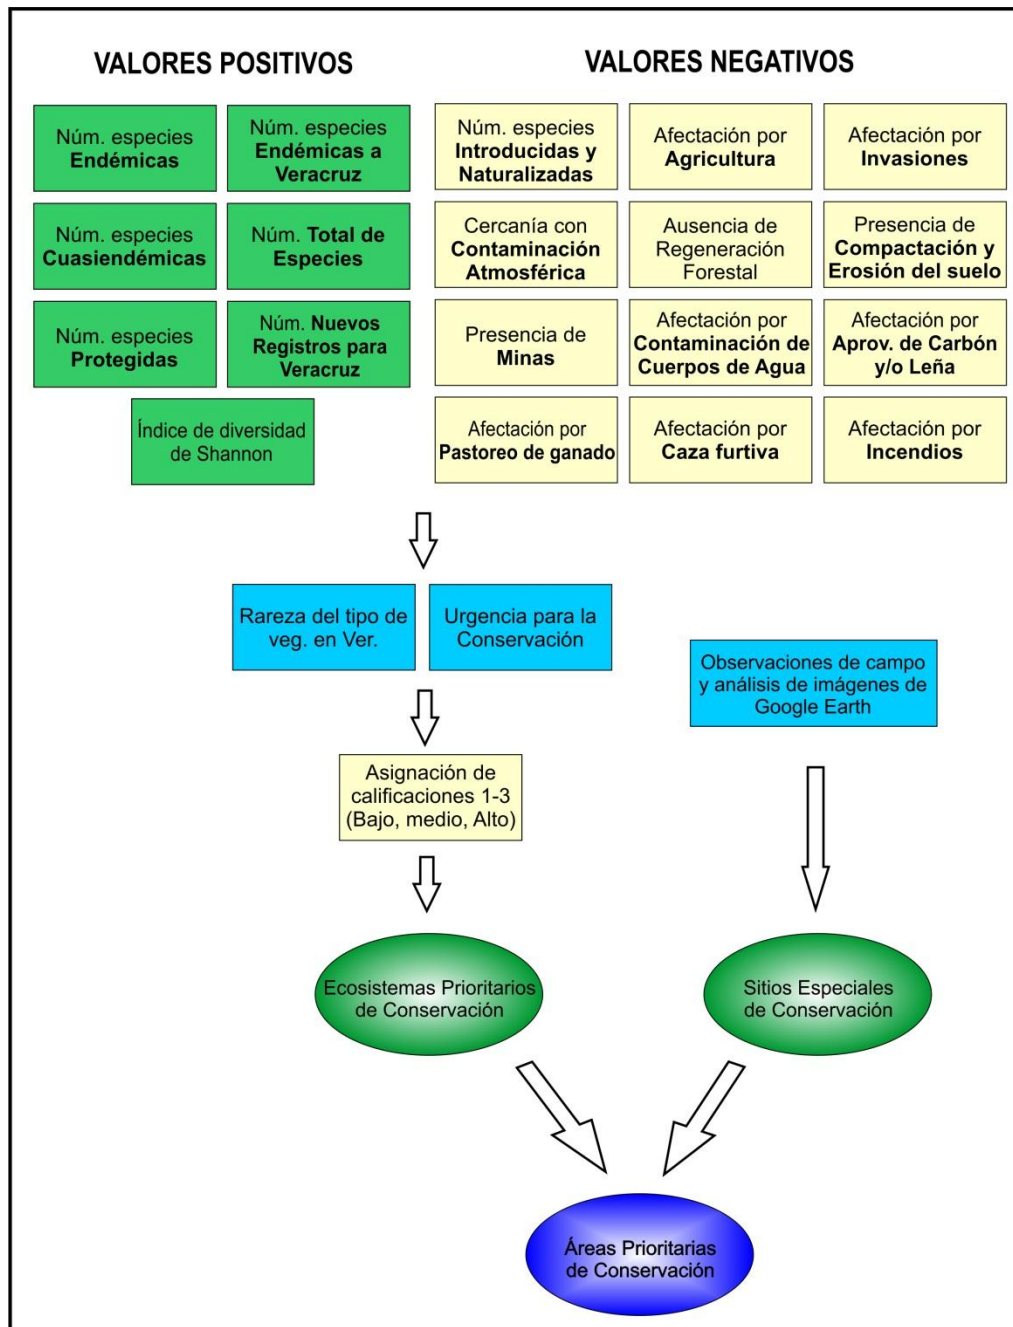 VALORES POSITIVOS
Núm. especies
Endémicas
Núm. especies
Endémicas a
Veracruz
Núm. especies
Cuasiendémicas
Núm. Total de
Especies
Núm. especies
Protegidas
Núm. Nuevos
Registros para
Veracruz
Índice de diversidad
de Shannon
VALORES NEGATIVOS
Núm. especies
Introducidas y
Naturalizadas
Afectación por
Agricultura
Afectación por
Invasiones
Cercanía con
Contaminación
Atmosférica
Ausencia de
Regeneración
Forestal
Presencia de
Compactación y
Erosión del suelo
Presencia de
Minas
Afectación por
Contaminación de
Cuerpos de Agua
Afectación por
Aprov. de Carbón
y/o Leña
Afectación por
Pastoreo de ganado
Afectación por
Caza furtiva
Afectación por
Incendios
Rareza del tipo de
veg. en Ver.
Urgencia para la
Conservación
Observaciones de campo
y análisis de imágenes de
Google Earth
Asignación de
calificaciones 1-3
(Bajo, medio, Alto)
Ecosistemas Prioritarios
de Conservación
Sitios Especiales
de Conservación
Áreas Prioritarias
de Conservación